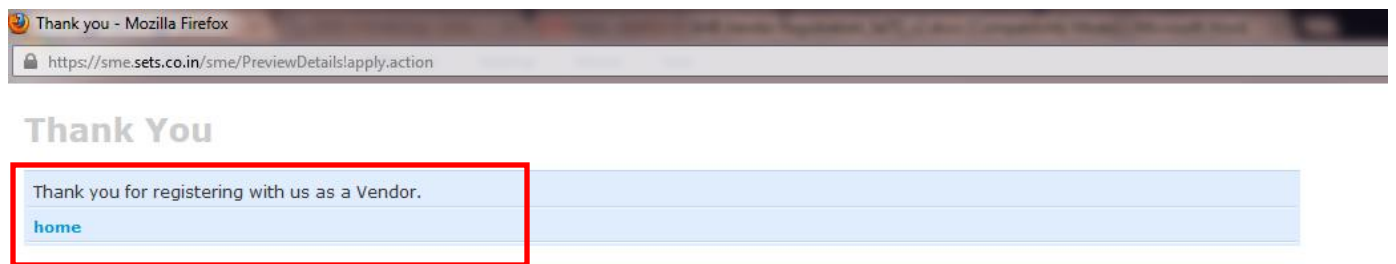 Thank you - Mozilla Firefox
https://sme.sets.co.in/sme/PreviewDetails!apply.action
Thank You
Thank you for registering with us as a Vendor.
home